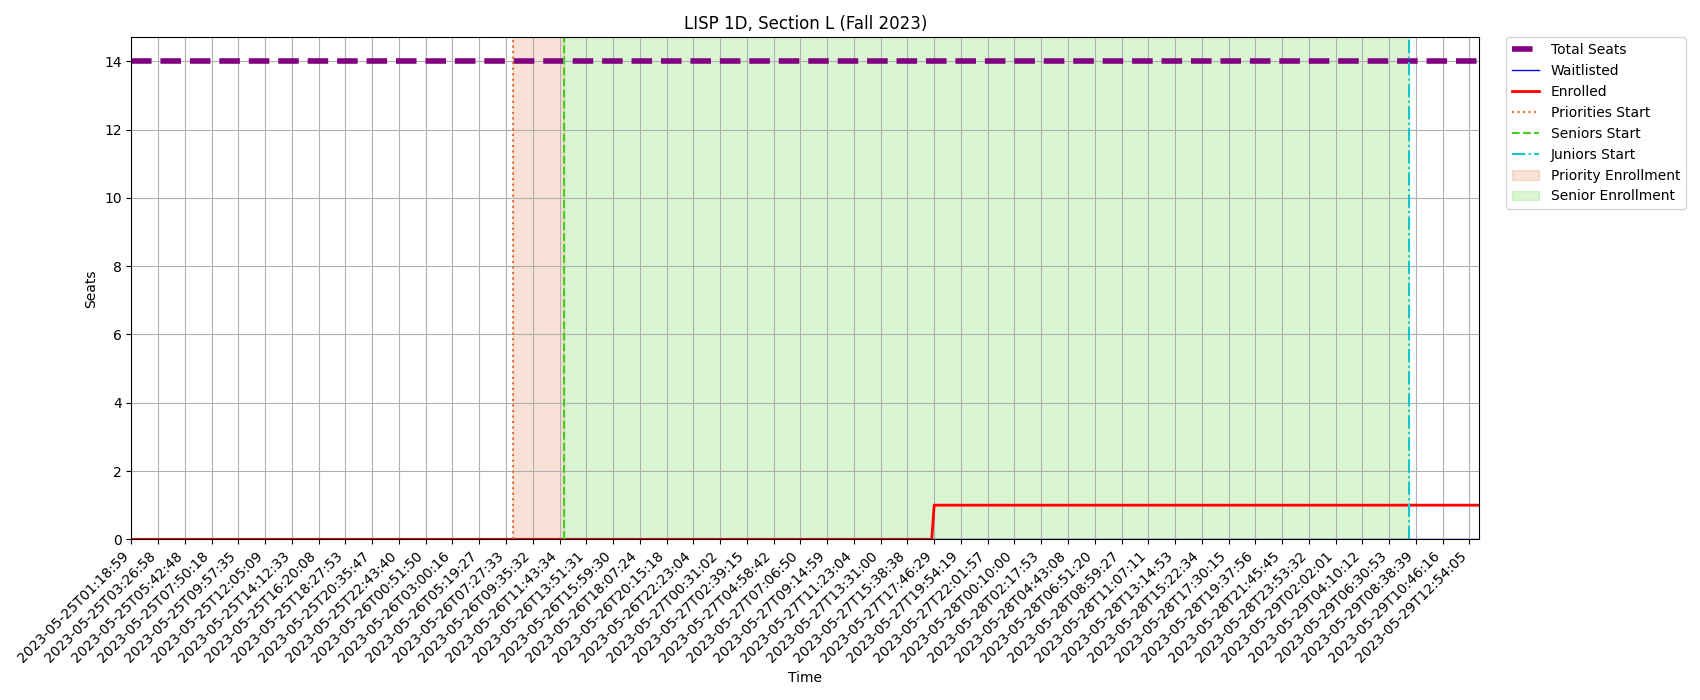 LISP 1D, Section L (Fall 2023)
14
12
10
8
6
4
2
0
Seats
2023-05-25T01:18:59
2023-05-25T03:26:58
2023-05-25T05:42:48
2023-05-25T07:50:18
2023-05-25T09:57:35
2023-05-25T12:05:09
2023-05-25T14:12:33
2023-05-25T16:20:08
2023-05-25T18:27:53
2023-05-25T20:35:47
2023-05-25T22:43:40
2023-05-26T00:51:50
2023-05-26T03:00:16
2023-05-26T05:19:27
2023-05-26T07:27:33
2023-05-26T09:35:32
2023-05-26T11:43:34
2023-05-26T13:51:31
2023-05-26T15:59:30
2023-05-26T18:07:24
2023-05-26T20:15:18
2023-05-26T22:23:04
2023-05-27T00:31:02
2023-05-27T02:39:15
2023-05-27T04:58:42
2023-05-27T07:06:50
2023-05-27T09:14:59
2023-05-27T11:23:04
2023-05-27T13:31:00
2023-05-27T15:38:38
2023-05-27T17:46:29
2023-05-27T19:54:19
2023-05-27T22:01:57
2023-05-28T00:10:00
2023-05-28T02:17:53
2023-05-28T04:43:08
2023-05-28T06:51:20
2023-05-28T08:59:27
2023-05-28T11:07:11
2023-05-28T13:14:53
2023-05-28T15:22:34
2023-05-28T17:30:15
2023-05-28T19:37:56
2023-05-28T21:45:45
2023-05-28T23:53:32
2023-05-29T02:02:01
2023-05-29T04:10:12
2023-05-29T06:30:53
2023-05-29T08:38:39
2023-05-29T10:46:16
2023-05-29T12:54:05
Time
Total Seats
Waitlisted
Enrolled
Priorities Start
Seniors Start
Juniors Start
Priority Enrollment
Senior Enrollment